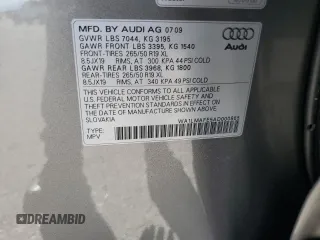 MFD. BY AUDI AG 07 09
GVWR LBS 7044, KG 3195
GAWR FRONT LBS 3395, KG 1540
FRONT-TIRES 265/50 R19 XL
8.5JX19 RIMS, AT 300 KPA 44 PSI COLD
GAWR REAR LBS 3968, KG 1800
REAR-TIRES 265/50 R19 XL
8.5JX19 RIMS, AT 340 KPA 49 PSI COLD
Audi
THIS VEHICLE CONFORMS TO ALL APPLICABLE
U.S. FEDERAL MOTOR VEHICLE SAFETY AND
THEFT PREVENTION STANDARDS IN EFFECT ON
THE DATE OF MANUFACTURE SHOWN ABOVE.
SLOVAKIA
TYPE:
MPV
DREAMBID